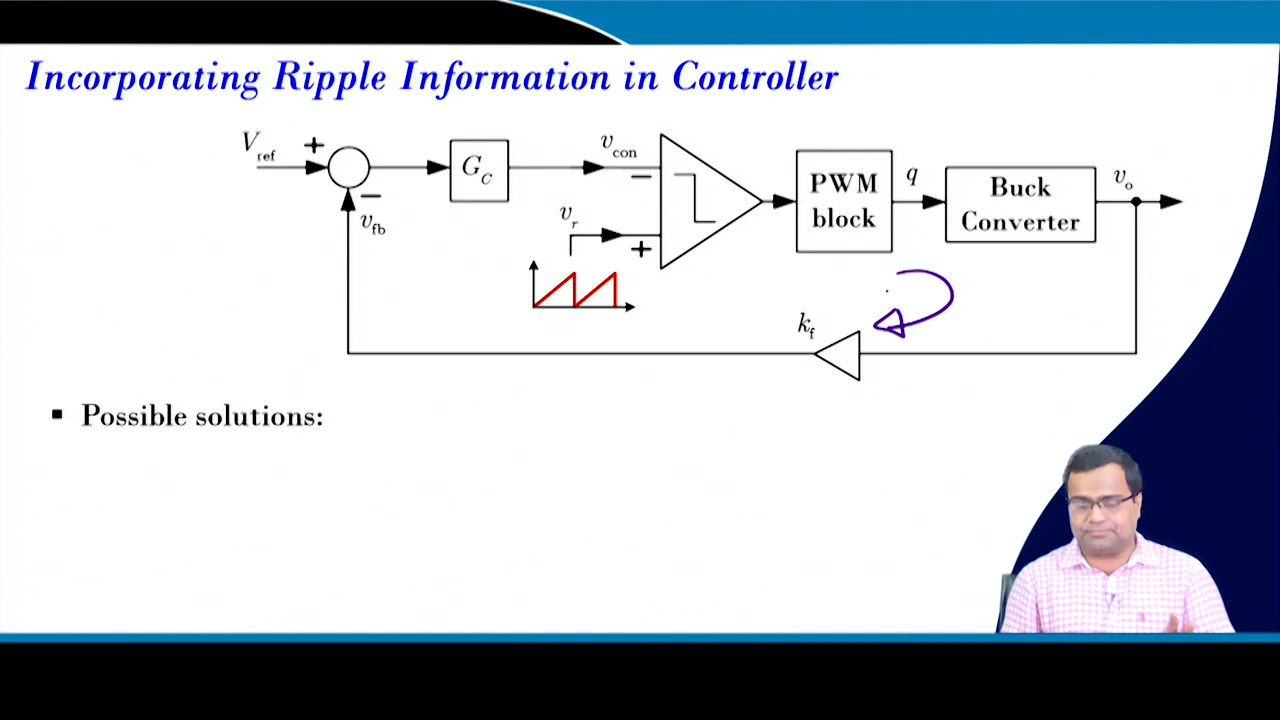 Incorporating Ripple Information in Controller
V_ref + − v_fb
G_C
v_con −
v_r +
PWM block
q
Buck Converter
v_o
k_f
▪ Possible solutions: